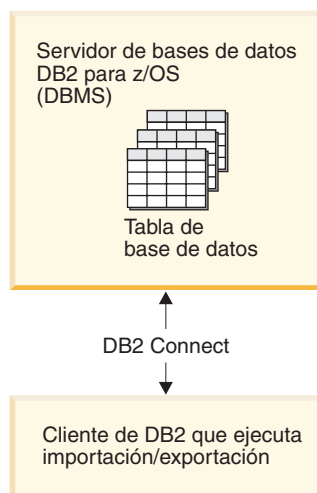 Servidor de bases de datos
DB2 para z/OS
(DBMS)
Tabla de
base de datos
DB2 Connect
Cliente de DB2 que ejecuta
importación/exportación